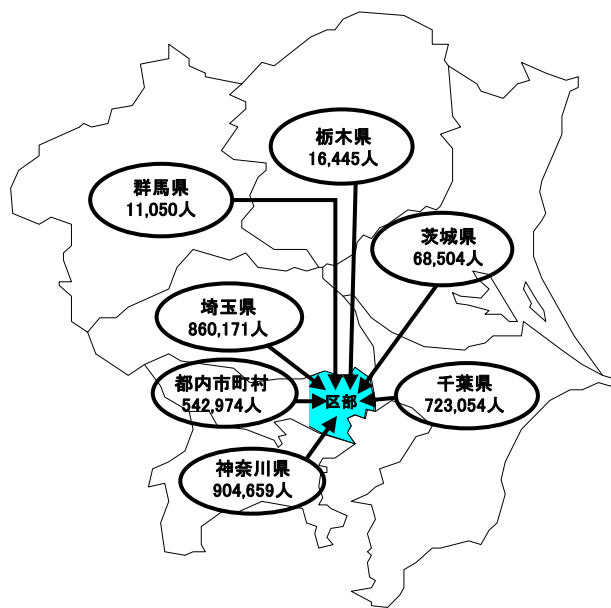 栃木県
16,445人
群馬県
11,050人
茨城県
68,504人
埼玉県
860,171人
都内市町村
542,974人
区部
千葉県
723,054人
神奈川県
904,659人